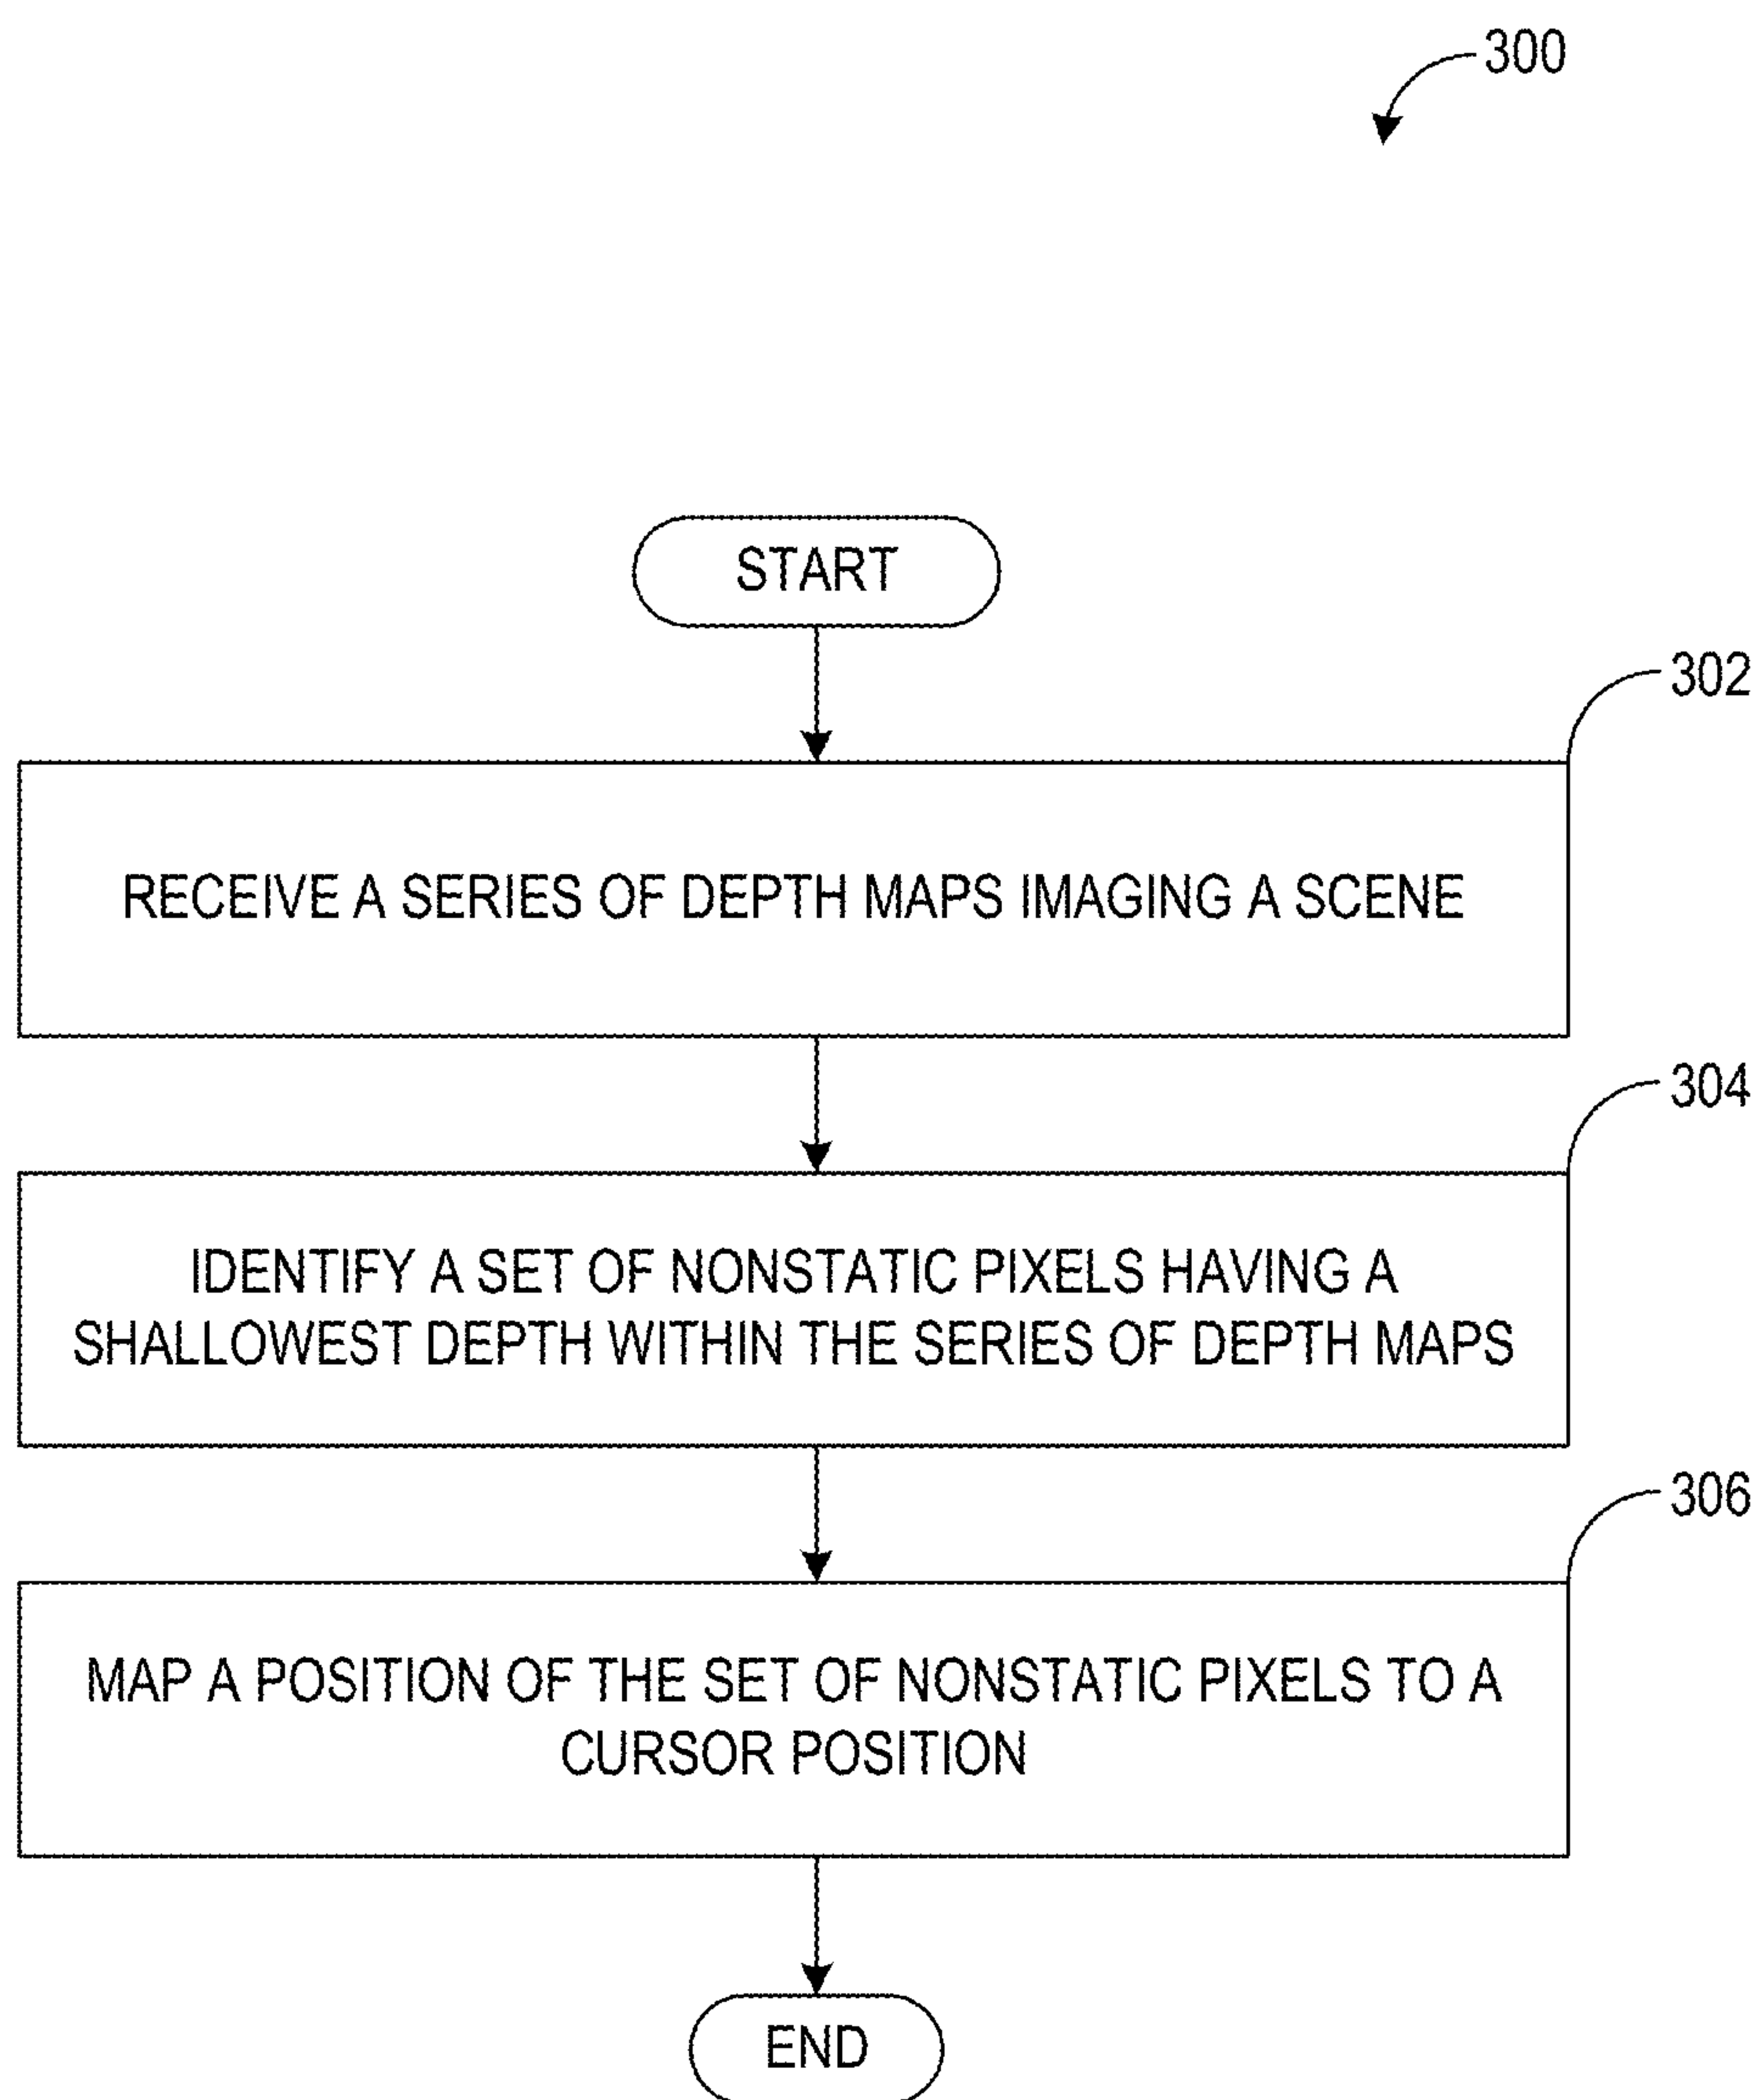 300
START
302
RECEIVE A SERIES OF DEPTH MAPS IMAGING A SCENE
304
IDENTIFY A SET OF NONSTATIC PIXELS HAVING A
SHALLOWEST DEPTH WITHIN THE SERIES OF DEPTH MAPS
306
MAP A POSITION OF THE SET OF NONSTATIC PIXELS TO A
CURSOR POSITION
END